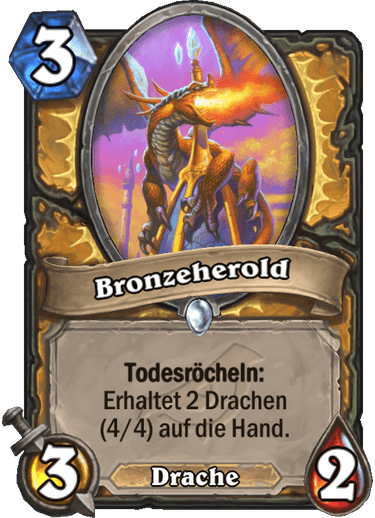 3
Bronzeherold
Todesröcheln:
Erhaltet 2 Drachen
(4/4) auf die Hand.
3
Drache
2